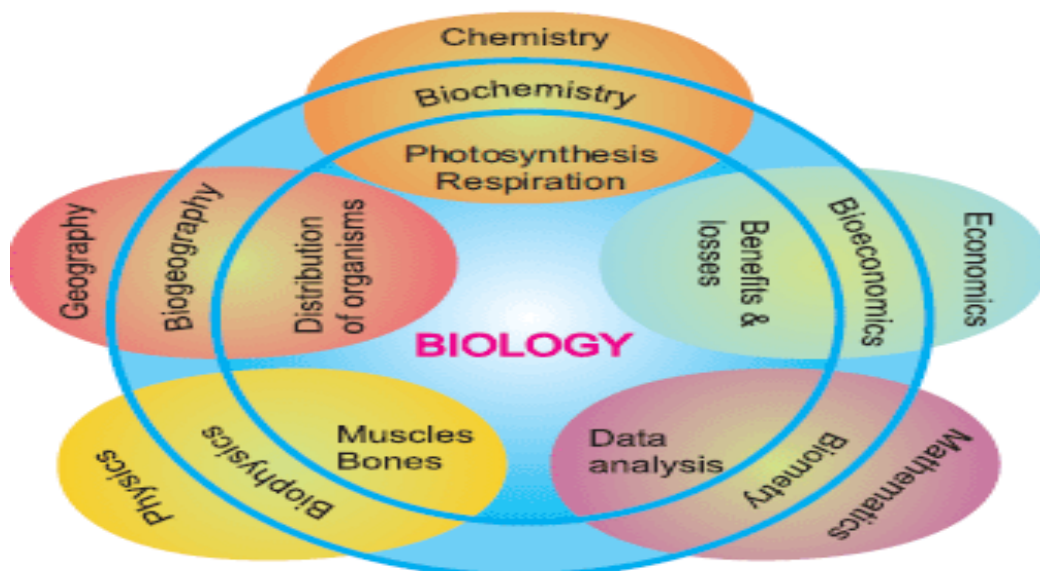 Chemistry
Biochemistry
Photosynthesis
Respiration
Geography
Biogeography
Distribution
of organisms
BIOLOGY
Benefits &
losses
Bioeconomics
Economics
Physics
Biophysics
Muscles
Bones
Data
analysis
Biometry
Mathematics